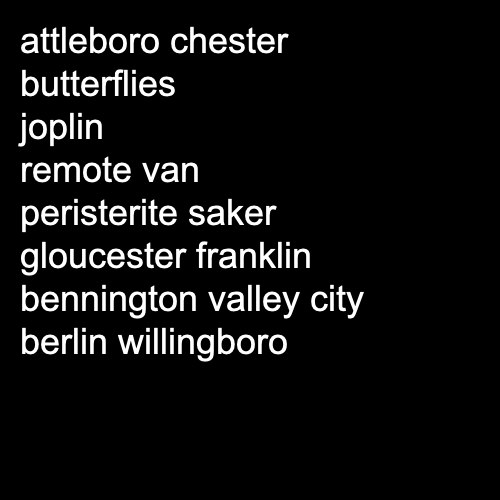 attleboro chester
butterflies
joplin
remote van
peristerite saker
gloucester franklin
bennington valley city
berlin willingboro